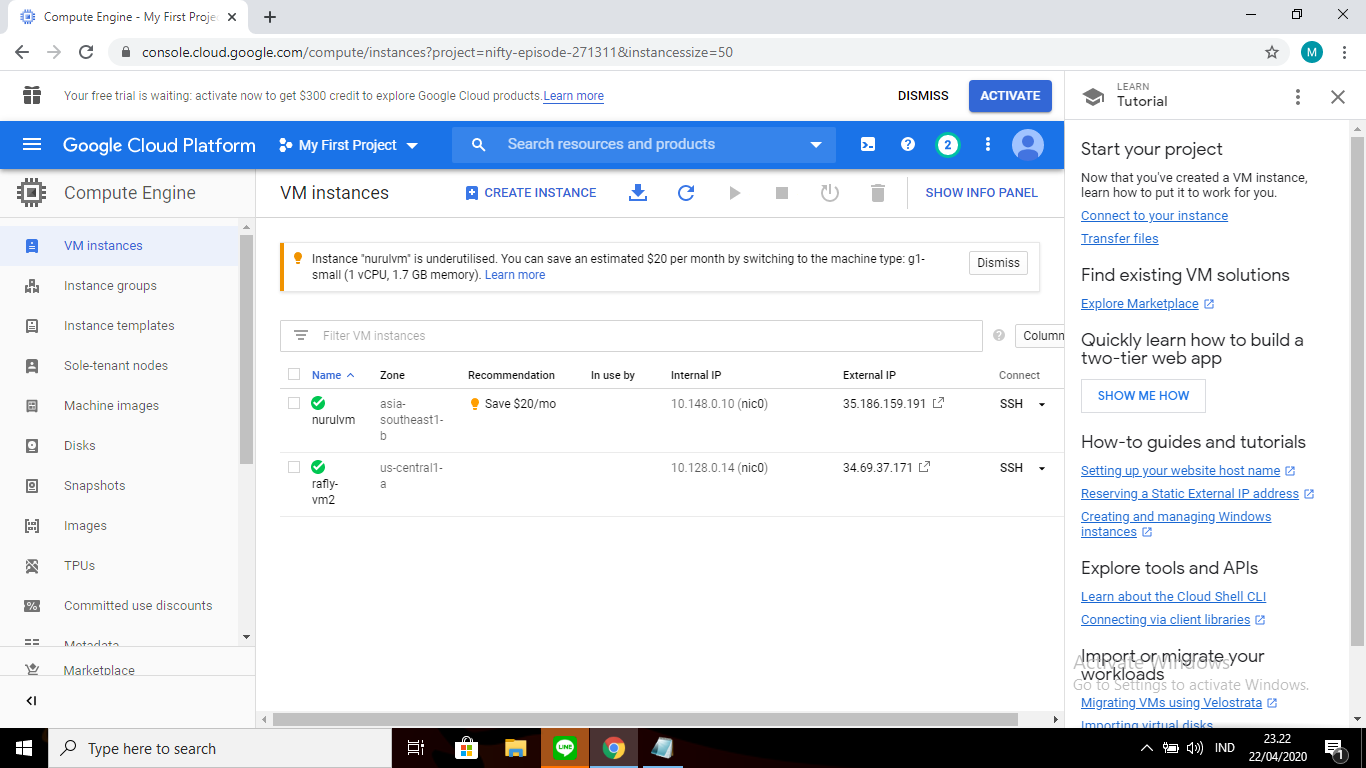 Compute Engine - My First Proje
console.cloud.google.com/compute/instances?project=nifty-episode-271311&instancessize=50
M
Your free trial is waiting: activate now to get $300 credit to explore Google Cloud products. Learn more
DISMISS
ACTIVATE
Google Cloud Platform
My First Project
Search resources and products
2
Compute Engine
VM instances
Instance groups
Instance templates
Sole-tenant nodes
Machine images
Disks
Snapshots
Images
TPUs
Committed use discounts
Metadata
Marketplace
VM instances
CREATE INSTANCE
SHOW INFO PANEL
Instance "nurulvm" is underutilised. You can save an estimated $20 per month by switching to the machine type: g1-
small (1 vCPU, 1.7 GB memory). Learn more
Dismiss
Filter VM instances
Column
Name Zone Recommendation In use by Internal IP External IP Connect
nurulvm
asia-
southeast1-
b
Save $20/mo
10.148.0.10 (nic0)
35.186.159.191
SSH
rafly-
vm2
us-central1-
a
10.128.0.14 (nic0)
34.69.37.171
SSH
LEARN
Tutorial
Start your project
Now that you've created a VM instance,
learn how to put it to work for you.
Connect to your instance
Transfer files
Find existing VM solutions
Explore Marketplace
Quickly learn how to build a
two-tier web app
SHOW ME HOW
How-to guides and tutorials
Setting up your website host name
Reserving a Static External IP address
Creating and managing Windows
instances
Explore tools and APIs
Learn about the Cloud Shell CLI
Connecting via client libraries
Import or migrate your
workloads
Migrating VMs using Velostrata
Importing virtual disks
Activate Windows
Go to Settings to activate Windows.
Type here to search
LINE
IND
23.22
22/04/2020
1